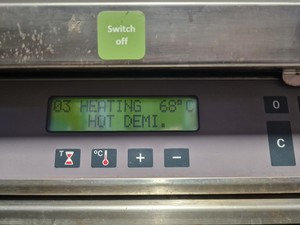 Switch
off
03 HEATING 68°C
HOT DEMI.
T
°C
+
−
0
C